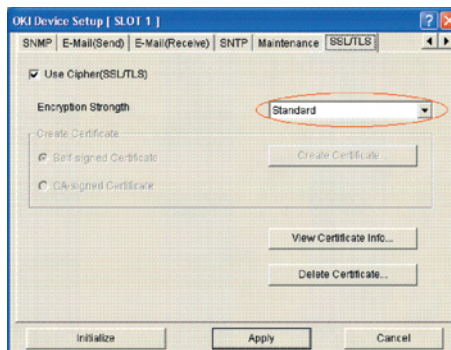 OKI Device Setup [ SLOT 1 ]
SNMP E-Mail(Send) E-Mail(Receive) SNTP Maintenance SSL/TLS
Use Cipher(SSL/TLS)
Encryption Strength Standard
Create Certificate
Self-signed Certificate Create Certificate...
CA-signed Certificate
View Certificate Info...
Delete Certificate...
Initialize Apply Cancel